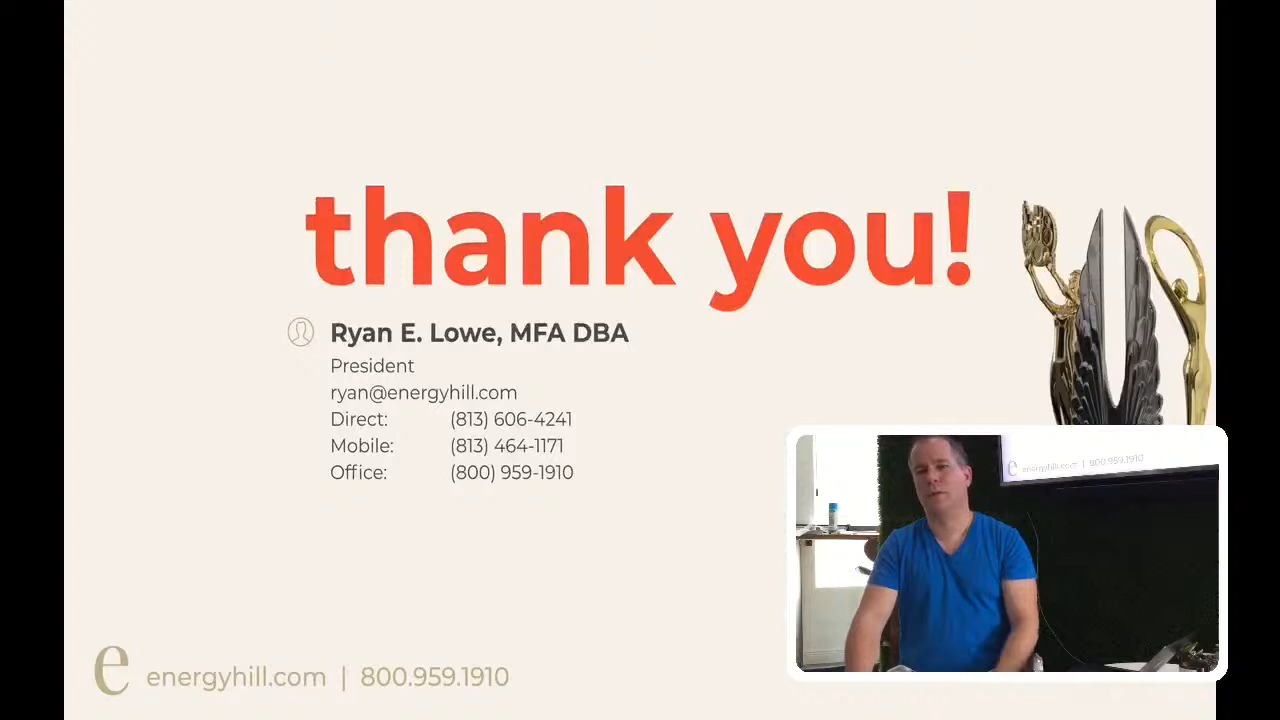 thank you!
Ryan E. Lowe, MFA DBA
President
ryan@energyhill.com
Direct: (813) 606-4241
Mobile: (813) 464-1171
Office: (800) 959-1910
e energyhill.com | 800.959.1910
e energyhill.com | 800.959.1910